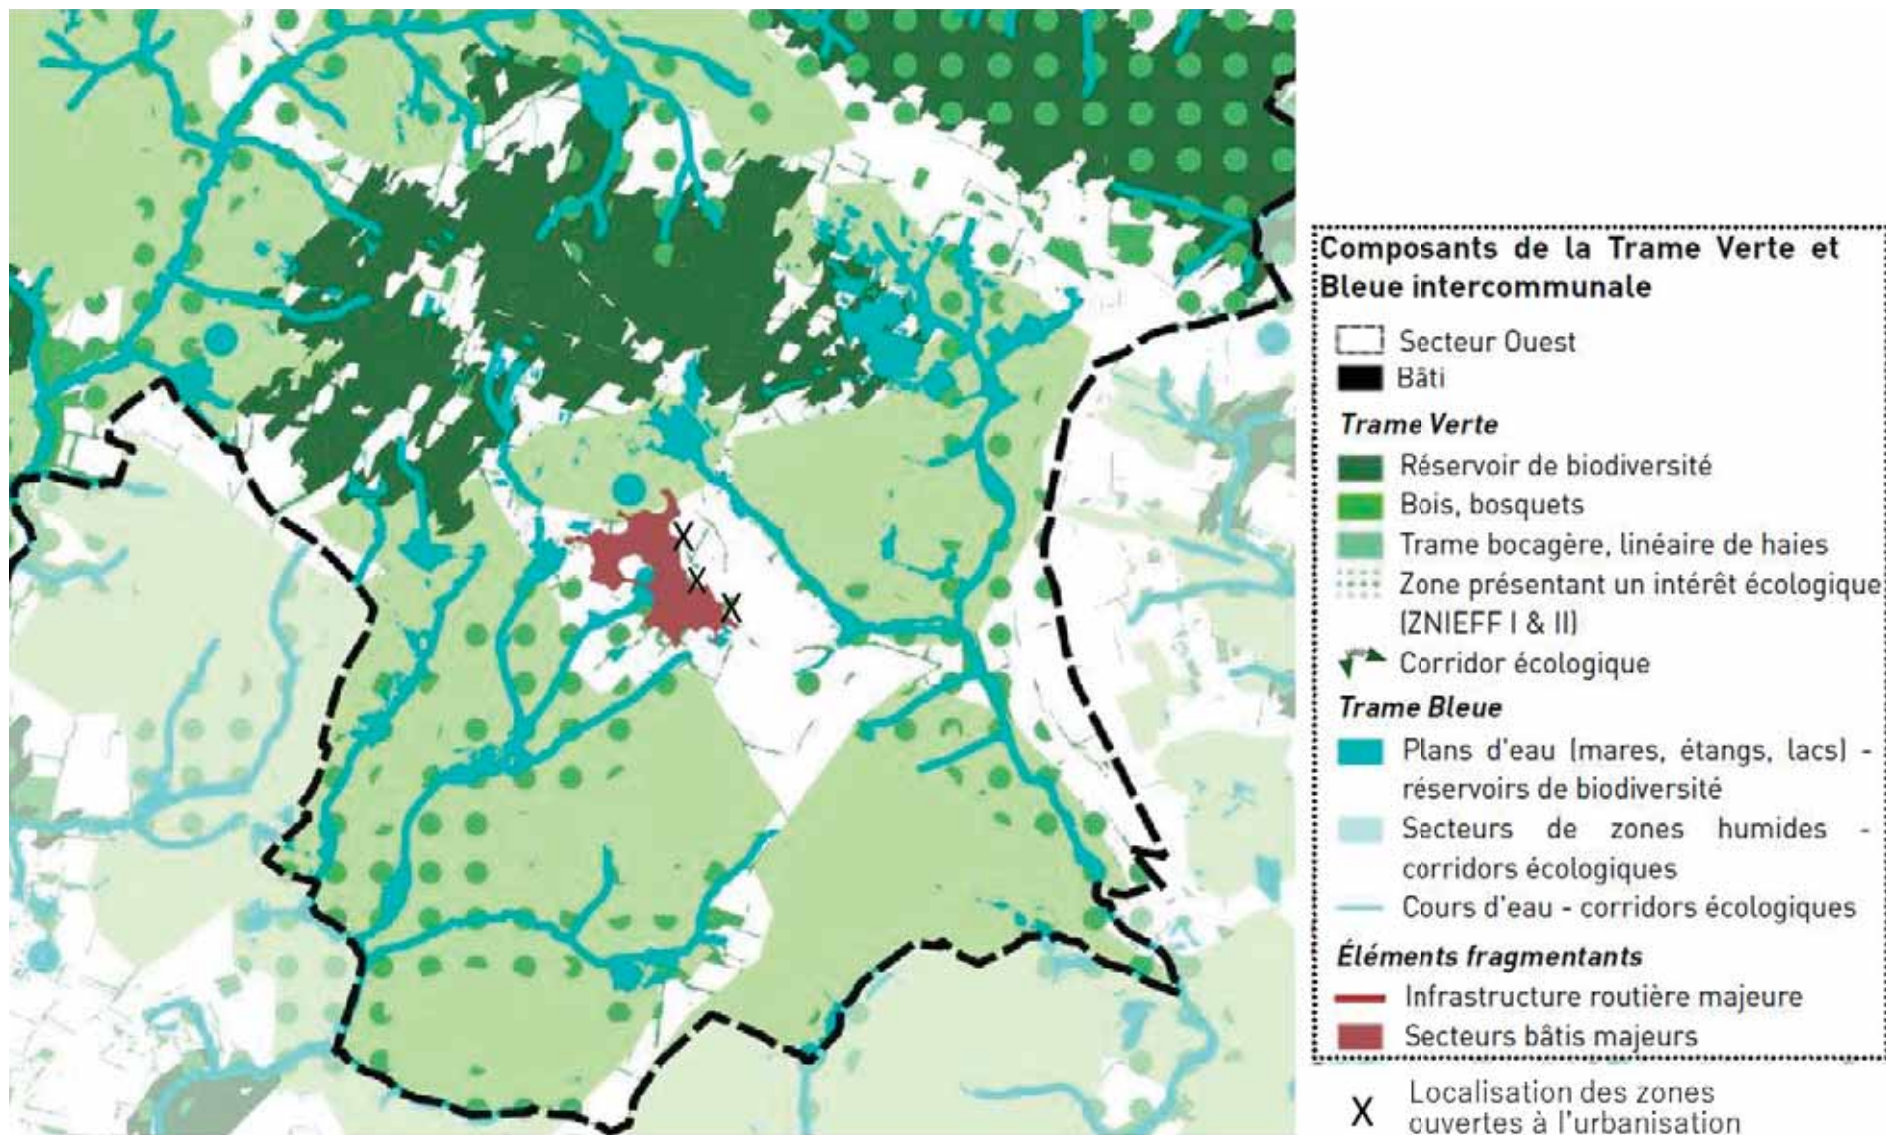 Composants de la Trame Verte et
Bleue intercommunale
Secteur Ouest
Bâti
Trame Verte
Réservoir de biodiversité
Bois, bosquets
Trame bocagère, linéaire de haies
Zone présentant un intérêt écologique
(ZNIEFF I & II)
Corridor écologique
Trame Bleue
Plans d'eau (mares, étangs, lacs) -
réservoirs de biodiversité
Secteurs de zones humides -
corridors écologiques
Cours d'eau - corridors écologiques
Éléments fragmentants
Infrastructure routière majeure
Secteurs bâtis majeurs
X Localisation des zones
ouvertes à l'urbanisation
X
X
X